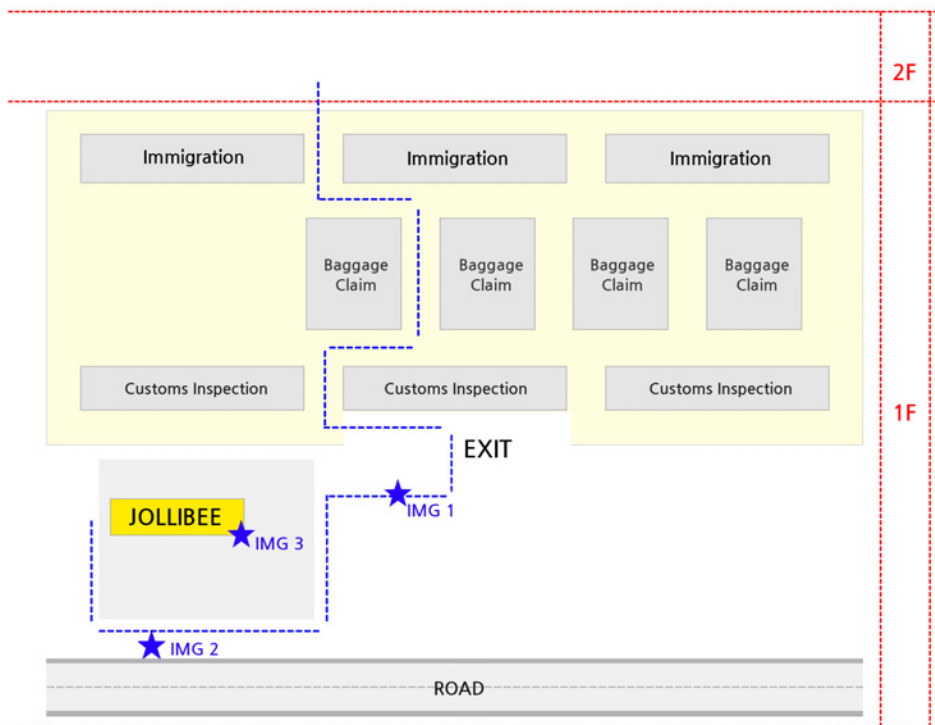 2F
Immigration
Immigration
Immigration
Baggage
Claim
Baggage
Claim
Baggage
Claim
Baggage
Claim
Customs Inspection
Customs Inspection
Customs Inspection
1F
EXIT
IMG 1
JOLLIBEE
IMG 3
IMG 2
ROAD